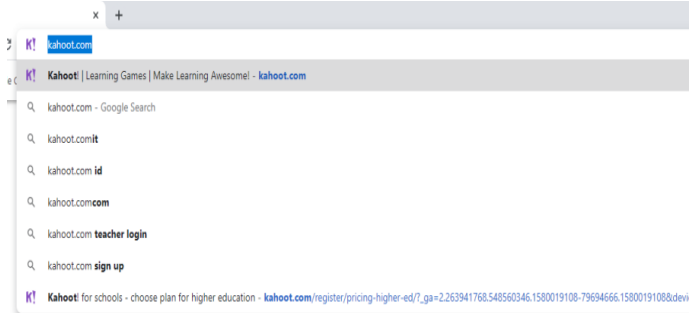 × +
K! kahoot.com
K! Kahoot! | Learning Games | Make Learning Awesome! - kahoot.com
kahoot.com - Google Search
kahoot.comit
kahoot.com id
kahoot.comcom
kahoot.com teacher login
kahoot.com sign up
K! Kahoot! for schools - choose plan for higher education - kahoot.com/register/pricing-higher-ed/?_ga=2.263941768.548560346.1580019108-79694666.1580019108&devi